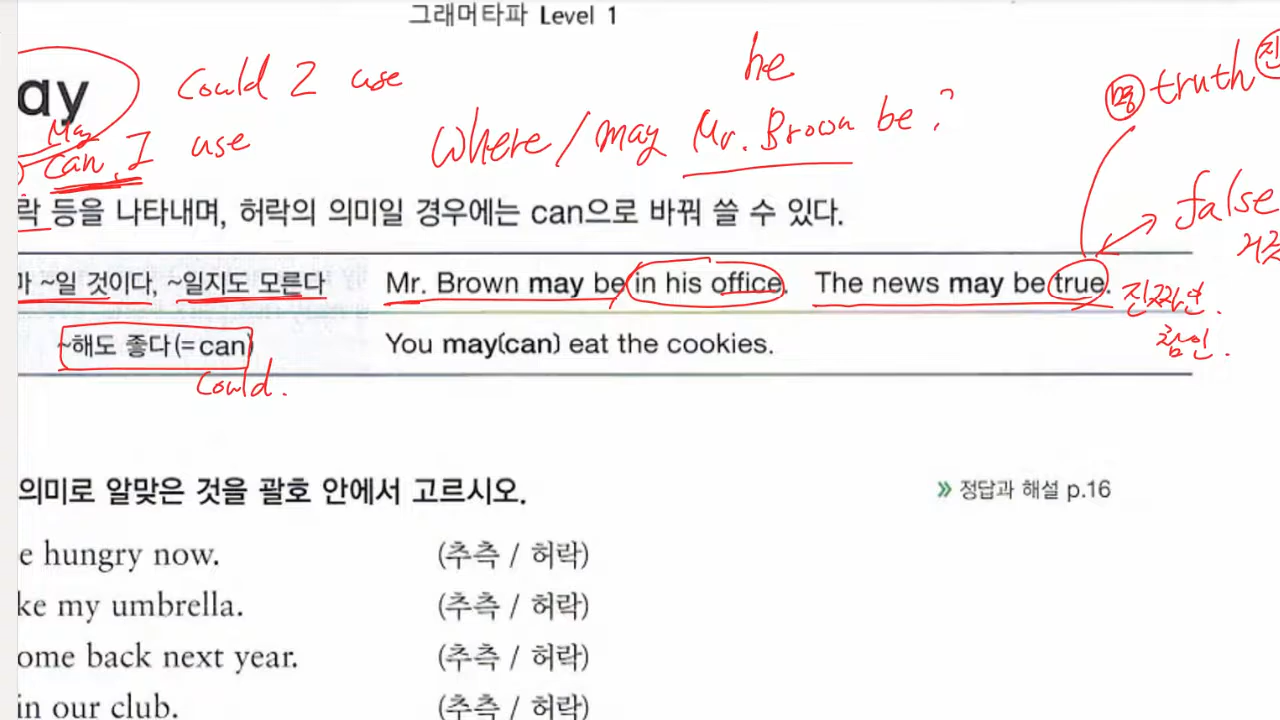 그래머타파 Level 1
ay
Could I use
he
May
Can I use
Where / may Mr. Brown be?
명 truth 진
락 등을 나타내며, 허락의 의미일 경우에는 can으로 바꿔 쓸 수 있다.
false
거짓
마 ~일 것이다, ~일지도 모른다 Mr. Brown may be in his office. The news may be true.
진짜인.
참인.
~해도 좋다(=can) You may(can) eat the cookies.
could.
의미로 알맞은 것을 괄호 안에서 고르시오. » 정답과 해설 p.16
e hungry now. (추측 / 허락)
ke my umbrella. (추측 / 허락)
ome back next year. (추측 / 허락)
in our club. (추측 / 허락)